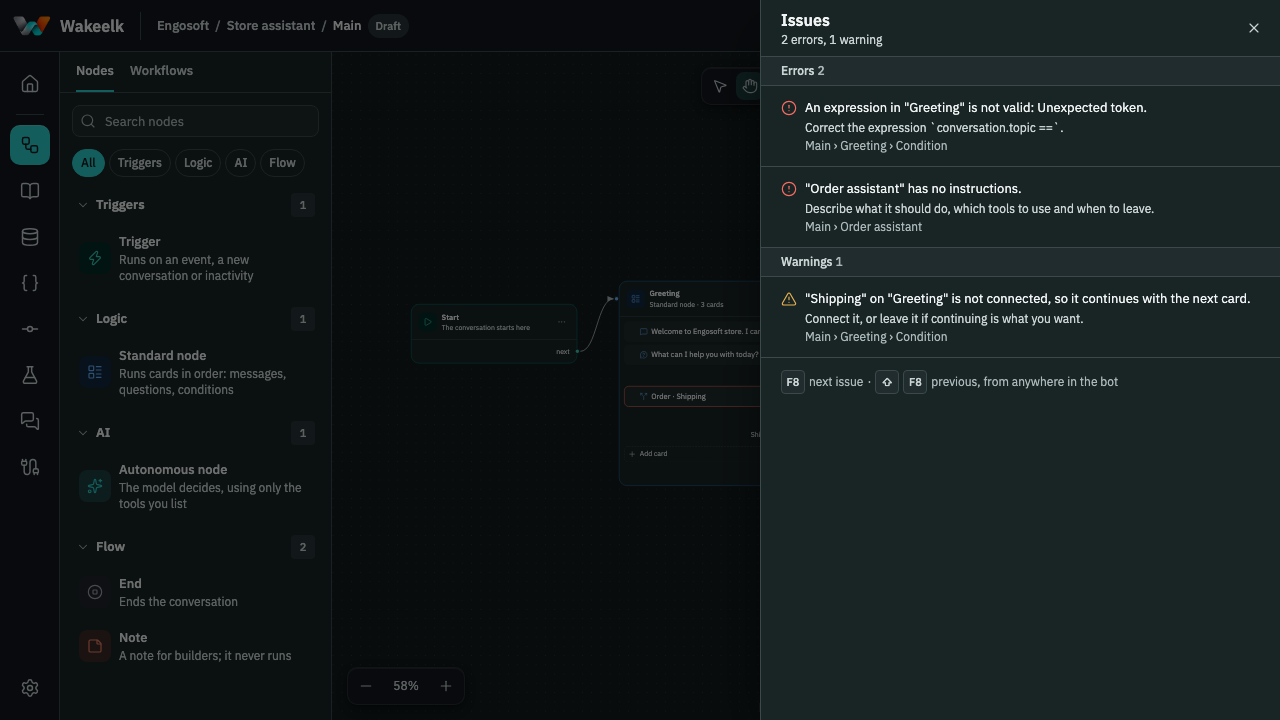 Wakeelk
Engosoft / Store assistant / Main Draft
Nodes Workflows
Search nodes
All Triggers Logic AI Flow
Triggers 1
Trigger
Runs on an event, a new
conversation or inactivity
Logic 1
Standard node
Runs cards in order: messages,
questions, conditions
AI 1
Autonomous node
The model decides, using only the
tools you list
Flow 2
End
Ends the conversation
Note
A note for builders; it never runs
Start
The conversation starts here
next
Greeting
Standard node · 3 cards
Welcome to Engosoft store. I car
What can I help you with today?
Order · Shipping
Shi
Add card
58%
Issues
2 errors, 1 warning
Errors 2
An expression in "Greeting" is not valid: Unexpected token.
Correct the expression `conversation.topic ==`.
Main › Greeting › Condition
"Order assistant" has no instructions.
Describe what it should do, which tools to use and when to leave.
Main › Order assistant
Warnings 1
"Shipping" on "Greeting" is not connected, so it continues with the next card.
Connect it, or leave it if continuing is what you want.
Main › Greeting › Condition
F8 next issue · F8 previous, from anywhere in the bot